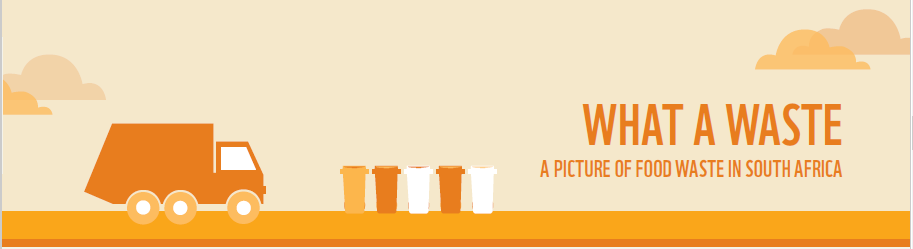 WHAT A WASTE
A PICTURE OF FOOD WASTE IN SOUTH AFRICA